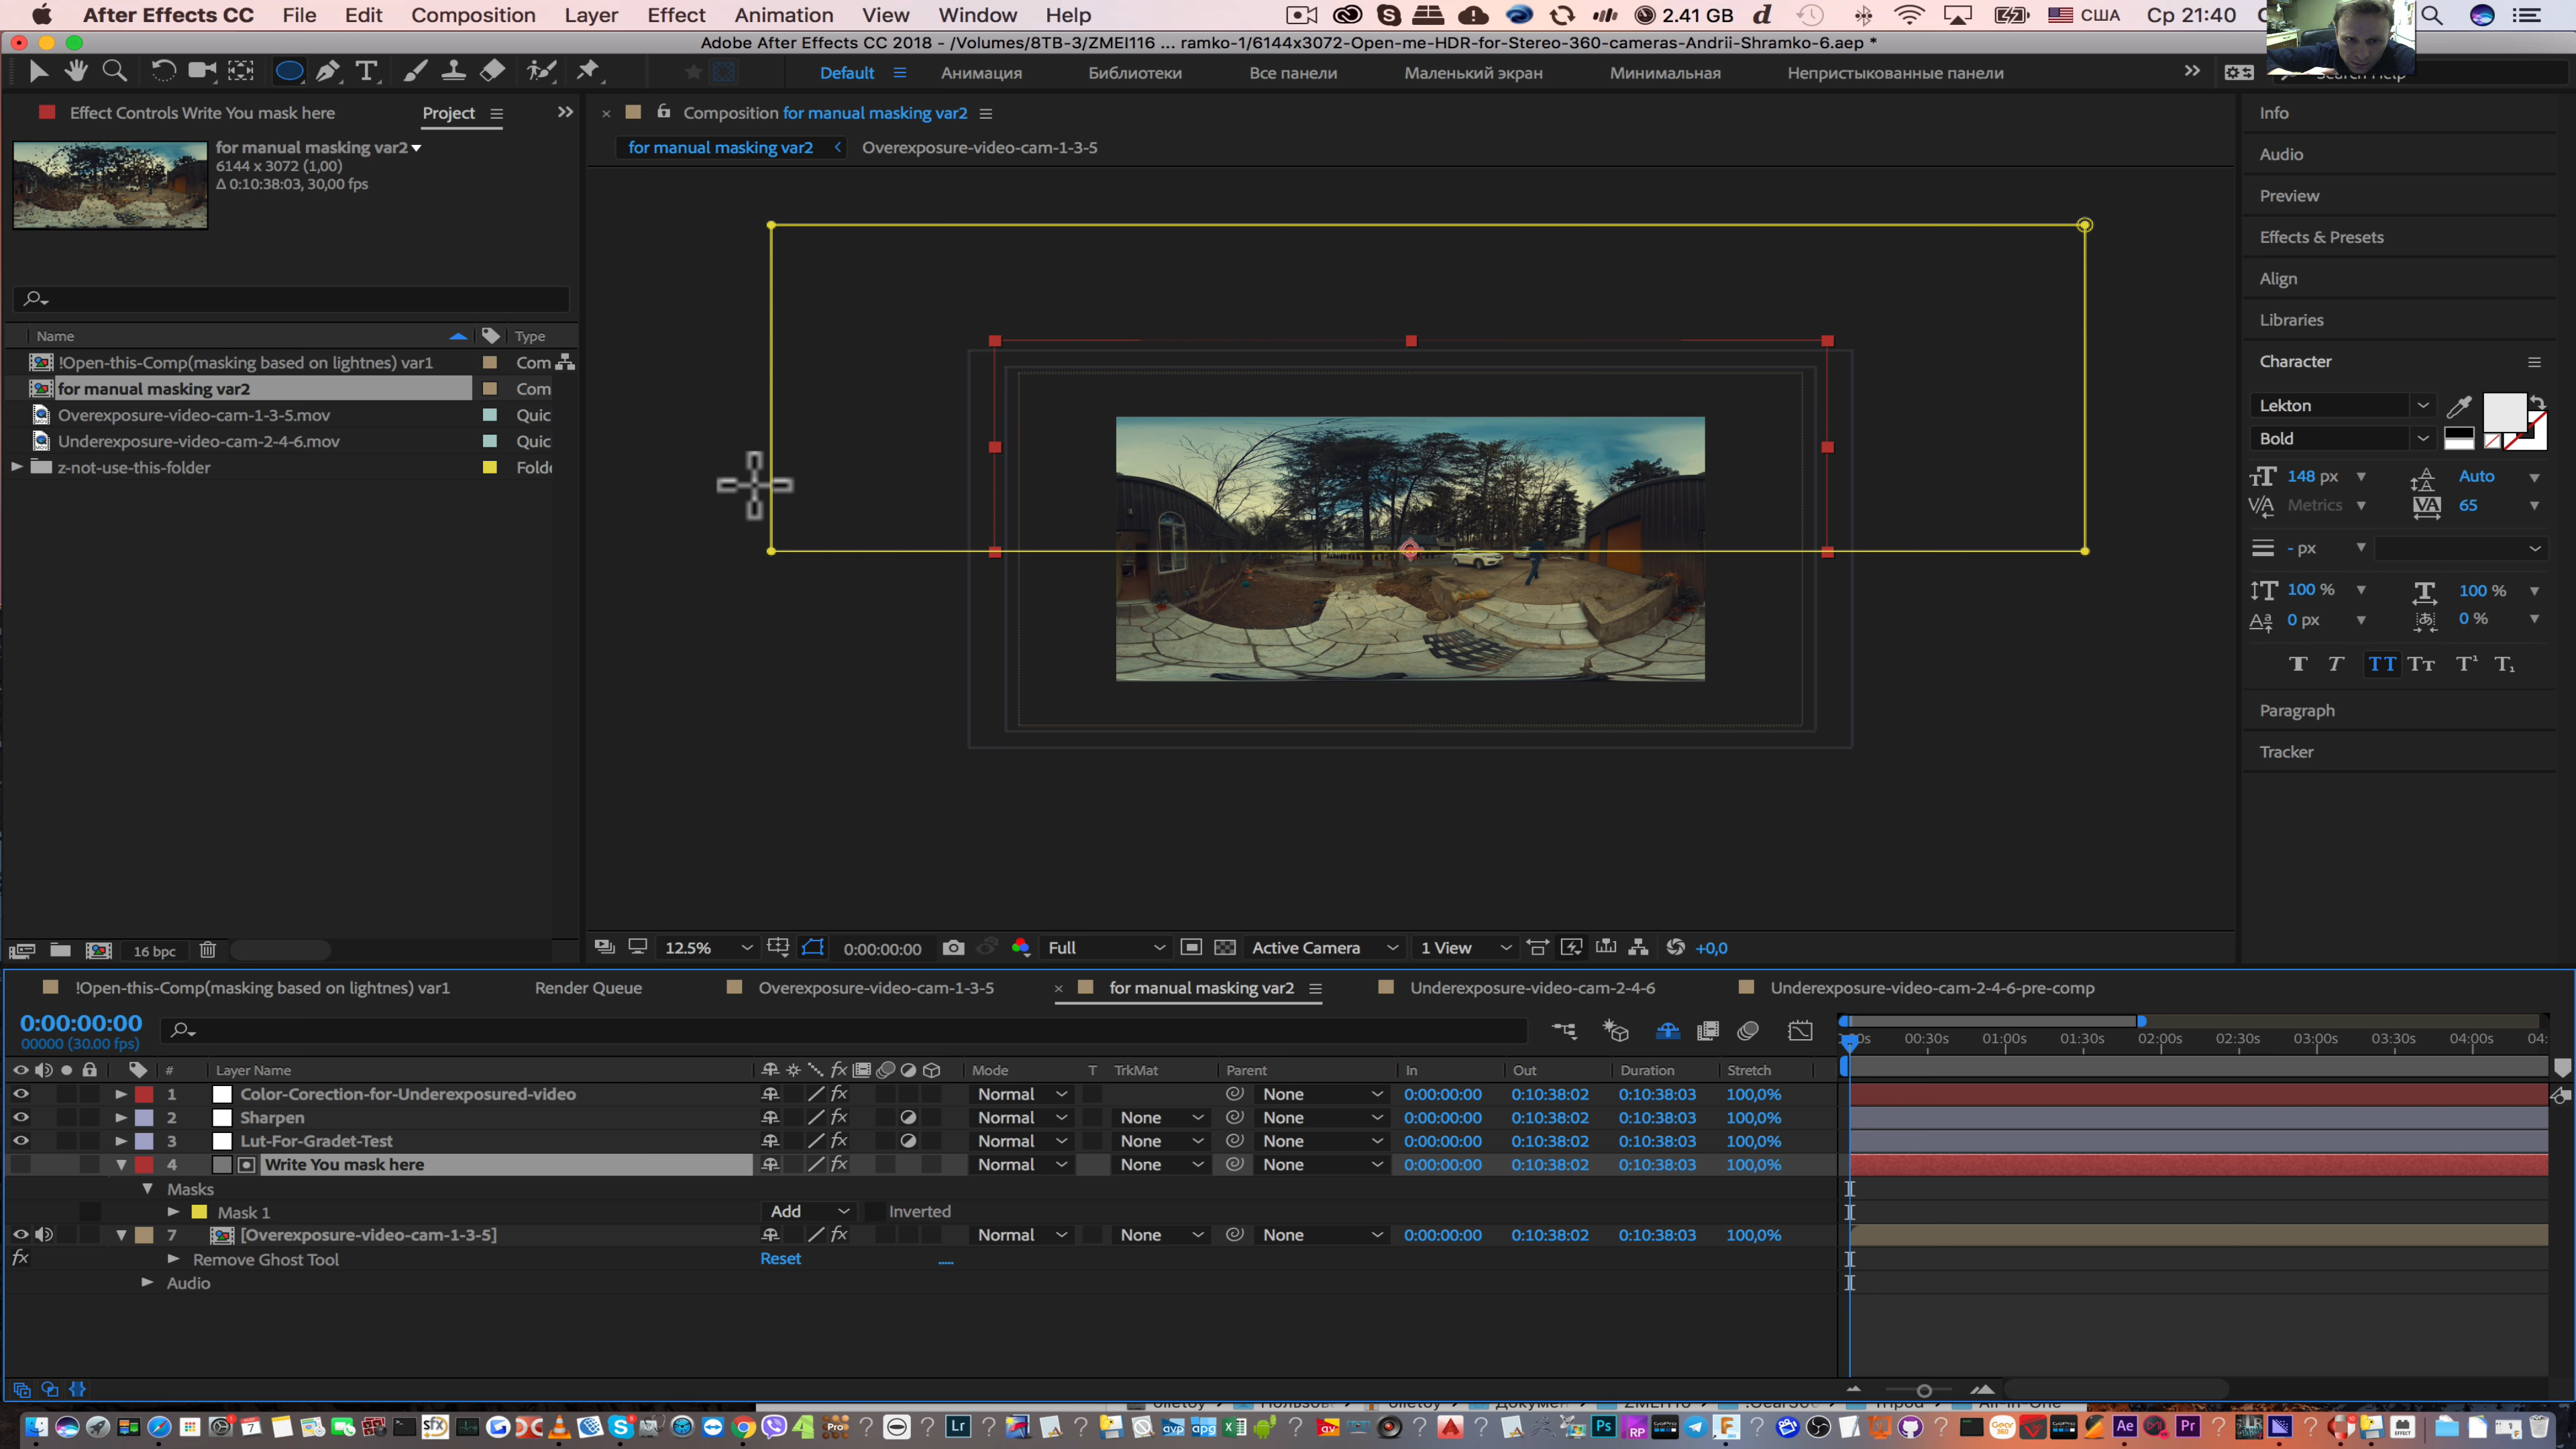 After Effects CC File Edit Composition Layer Effect Animation View Window Help 2.41 GB США Ср 21:40
Adobe After Effects CC 2018 - /Volumes/8TB-3/ZMEI116 ... ramko-1/6144x3072-Open-me-HDR-for-Stereo-360-cameras-Andrii-Shramko-6.aep *
Default Анимация Библиотеки Все панели Маленький экран Минимальная Непристыкованные панели Search Help
Effect Controls Write You mask here Project
Composition for manual masking var2
for manual masking var2 Overexposure-video-cam-1-3-5
for manual masking var2
6144 x 3072 (1,00)
Δ 0:10:38:03, 30,00 fps
Name Type
!Open-this-Comp(masking based on lightnes) var1 Com
for manual masking var2 Com
Overexposure-video-cam-1-3-5.mov Quic
Underexposure-video-cam-2-4-6.mov Quic
z-not-use-this-folder Folde
16 bpc
12.5% 0:00:00:00 Full Active Camera 1 View +0,0
Info
Audio
Preview
Effects & Presets
Align
Libraries
Character
Lekton
Bold
148 px Auto
Metrics 65
- px
100 % 100 %
0 px 0 %
Paragraph
Tracker
!Open-this-Comp(masking based on lightnes) var1 Render Queue Overexposure-video-cam-1-3-5 for manual masking var2 Underexposure-video-cam-2-4-6 Underexposure-video-cam-2-4-6-pre-comp
0:00:00:00
00000 (30.00 fps)
00:30s 01:00s 01:30s 02:00s 02:30s 03:00s 03:30s 04:00s 04:
# Layer Name Mode T TrkMat Parent In Out Duration Stretch
1 Color-Corection-for-Underexposured-video Normal None 0:00:00:00 0:10:38:02 0:10:38:03 100,0%
2 Sharpen Normal None None 0:00:00:00 0:10:38:02 0:10:38:03 100,0%
3 Lut-For-Gradet-Test Normal None None 0:00:00:00 0:10:38:02 0:10:38:03 100,0%
4 Write You mask here Normal None None 0:00:00:00 0:10:38:02 0:10:38:03 100,0%
Masks
Mask 1 Add Inverted
7 [Overexposure-video-cam-1-3-5] Normal None None 0:00:00:00 0:10:38:02 0:10:38:03 100,0%
fx Remove Ghost Tool Reset
Audio